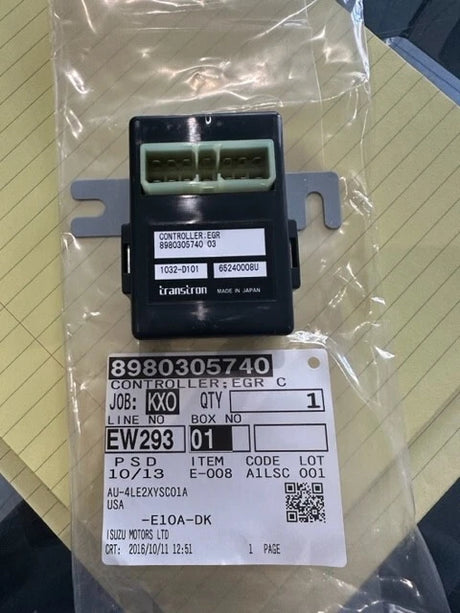 CONTROLLER:EGR
8980305740 03
1032-D101 65240008U
transtron MADE IN JAPAN
8980305740
CONTROLLER;EGR C
JOB: KXO QTY 1
LINE NO BOX NO
EW293 01
PSD ITEM CODE LOT
10/13 E-008 A1LSC 001
AU-4LE2XYSC01A
USA
-E10A-DK
ISUZU MOTORS LTD
CRT: 2016/10/11 12:51 1 PAGE